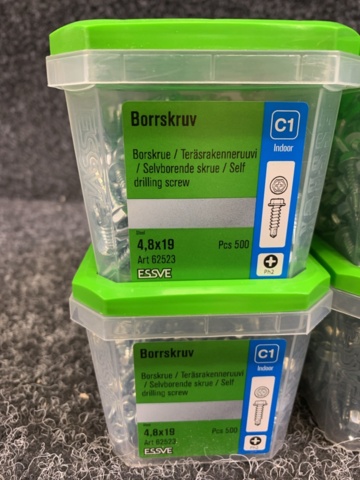 Borrskruv
C1
Indoor
Borskrue / Teräsrakenneruuvi
/ Selvborende skrue / Self
drilling screw
4,8x19 Pcs 500
Art 62523
ESSVE
Ph2
Borrskruv
C1
Indoor
Borskrue / Teräsrakenneruuvi
/ Selvborende skrue / Self
drilling screw
4,8x19 Pcs 500
Art 62523
ESSVE